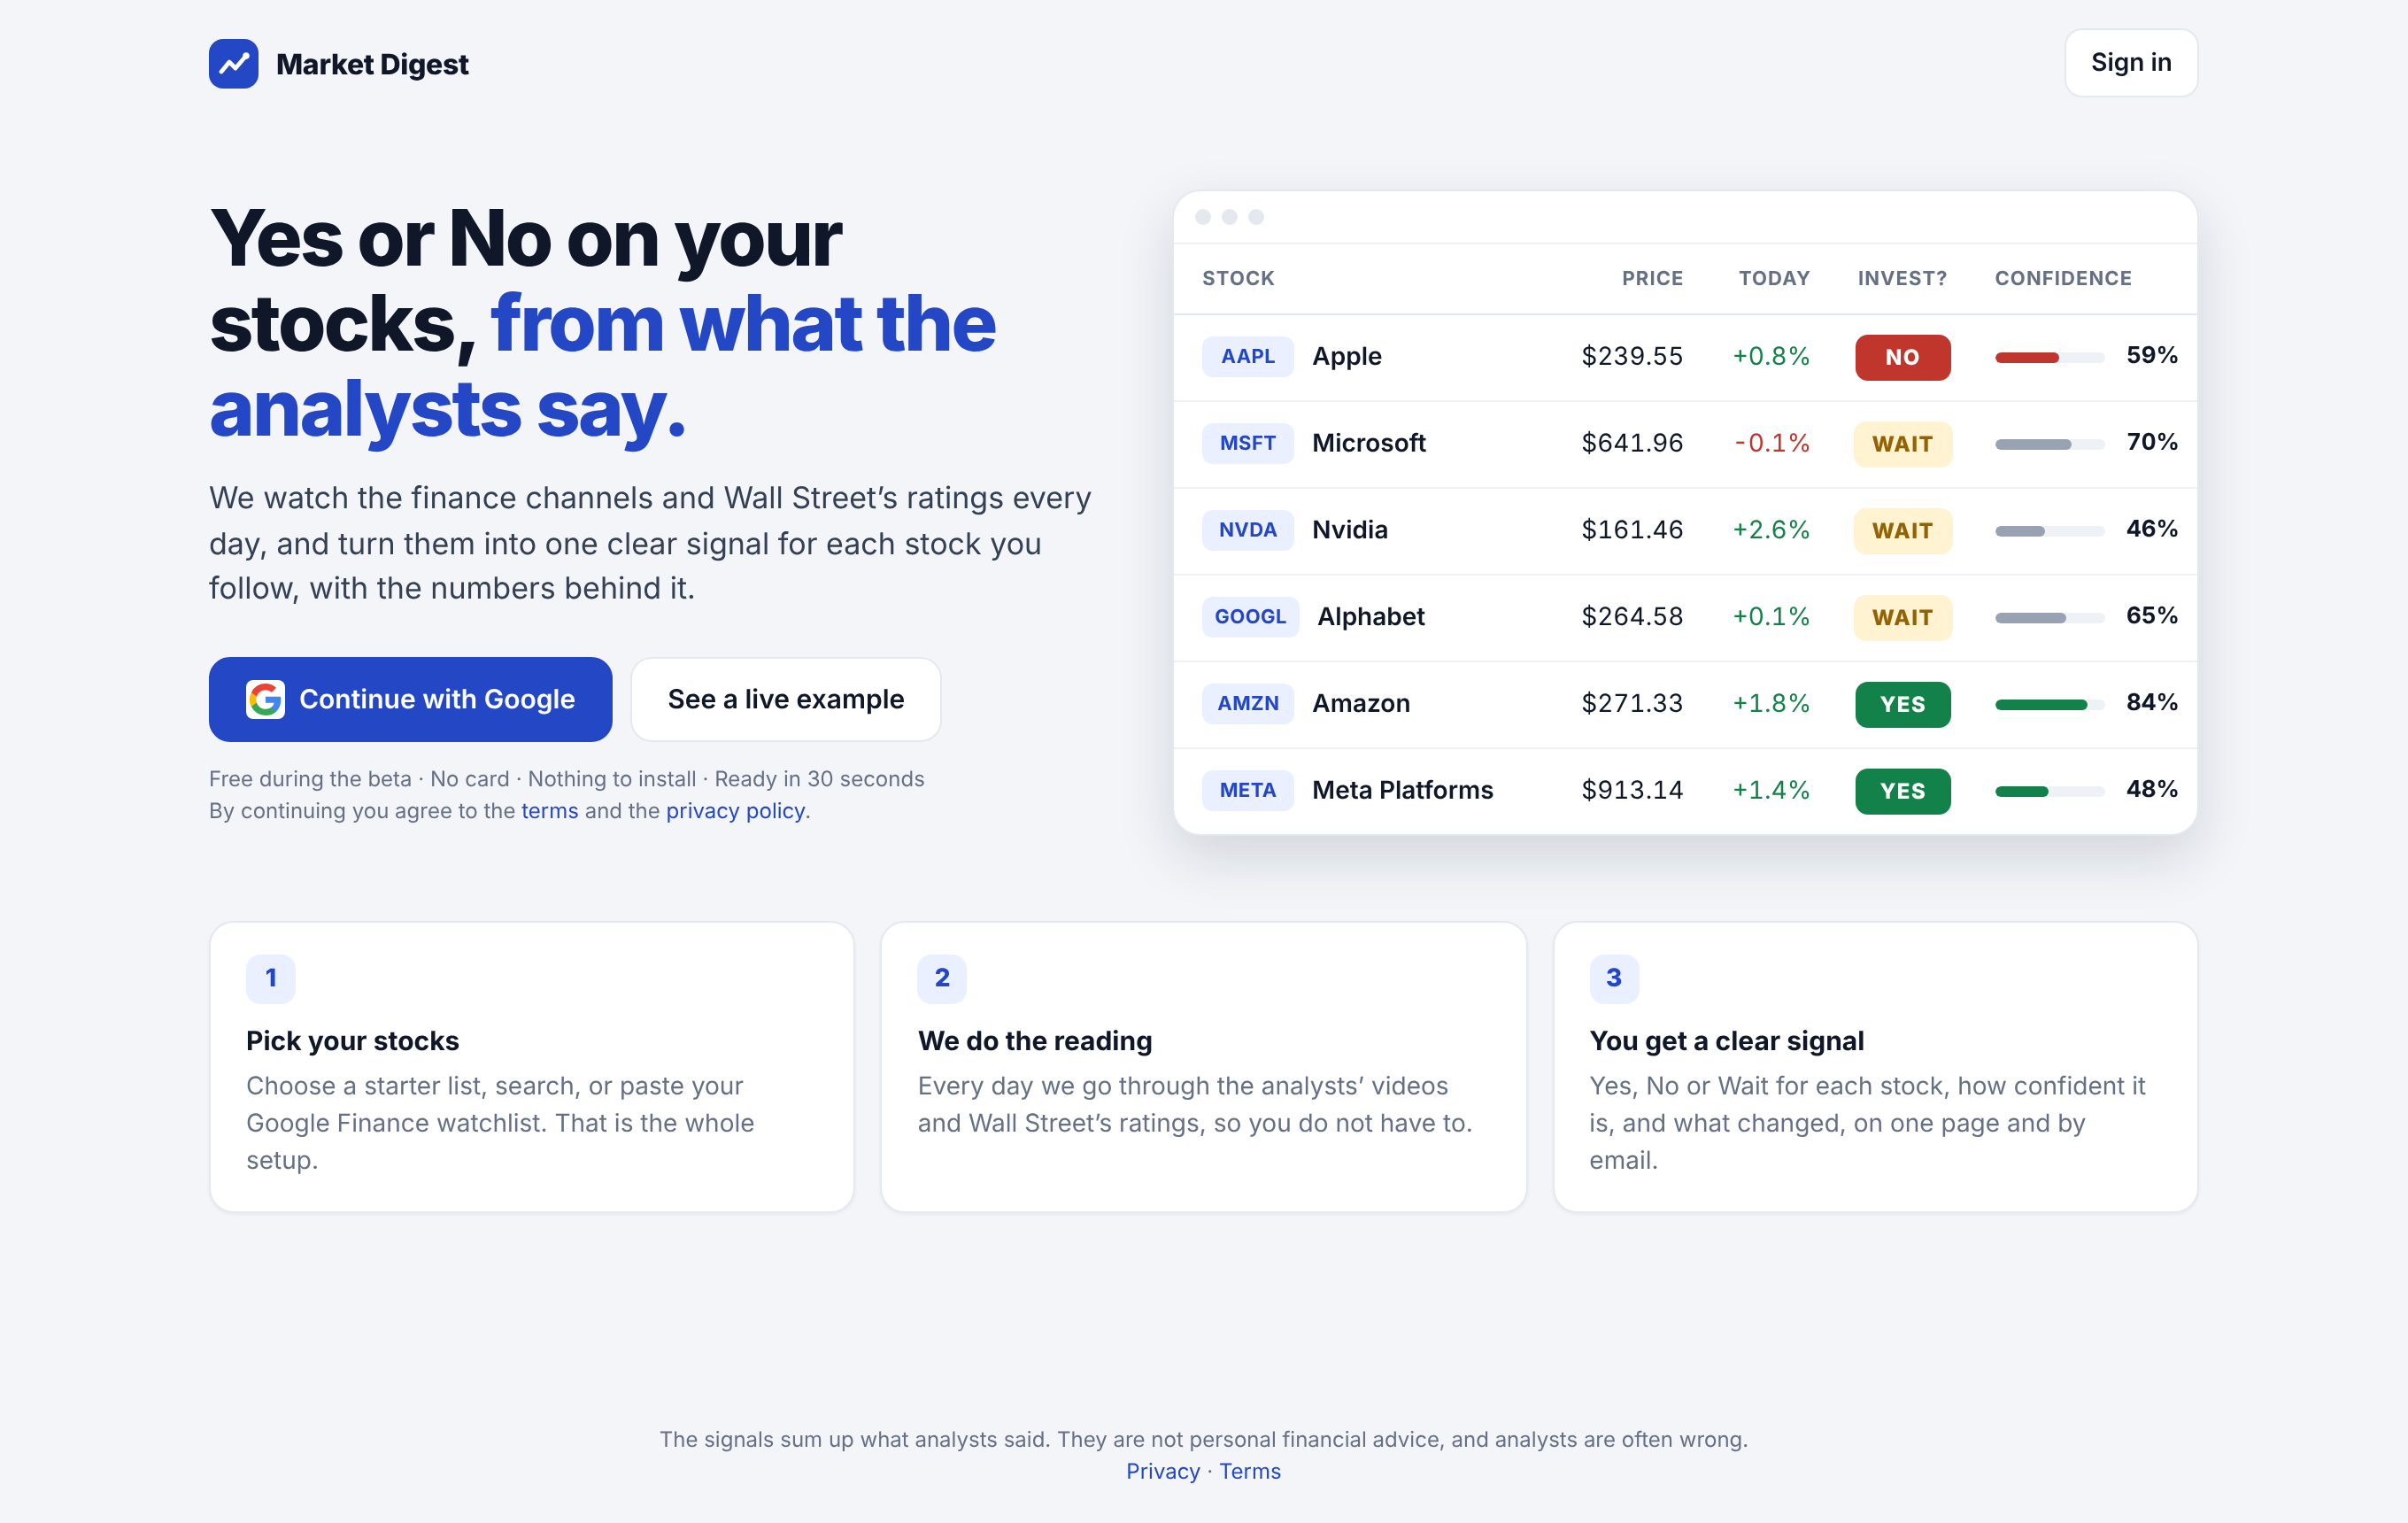 Market Digest
Sign in
Yes or No on your
stocks, from what the
analysts say.
We watch the finance channels and Wall Street’s ratings every
day, and turn them into one clear signal for each stock you
follow, with the numbers behind it.
Continue with Google
See a live example
Free during the beta · No card · Nothing to install · Ready in 30 seconds
By continuing you agree to the terms and the privacy policy.
STOCK PRICE TODAY INVEST? CONFIDENCE
AAPL Apple $239.55 +0.8% NO 59%
MSFT Microsoft $641.96 -0.1% WAIT 70%
NVDA Nvidia $161.46 +2.6% WAIT 46%
GOOGL Alphabet $264.58 +0.1% WAIT 65%
AMZN Amazon $271.33 +1.8% YES 84%
META Meta Platforms $913.14 +1.4% YES 48%
1
Pick your stocks
Choose a starter list, search, or paste your
Google Finance watchlist. That is the whole
setup.
2
We do the reading
Every day we go through the analysts’ videos
and Wall Street’s ratings, so you do not have to.
3
You get a clear signal
Yes, No or Wait for each stock, how confident it
is, and what changed, on one page and by
email.
The signals sum up what analysts said. They are not personal financial advice, and analysts are often wrong.
Privacy · Terms